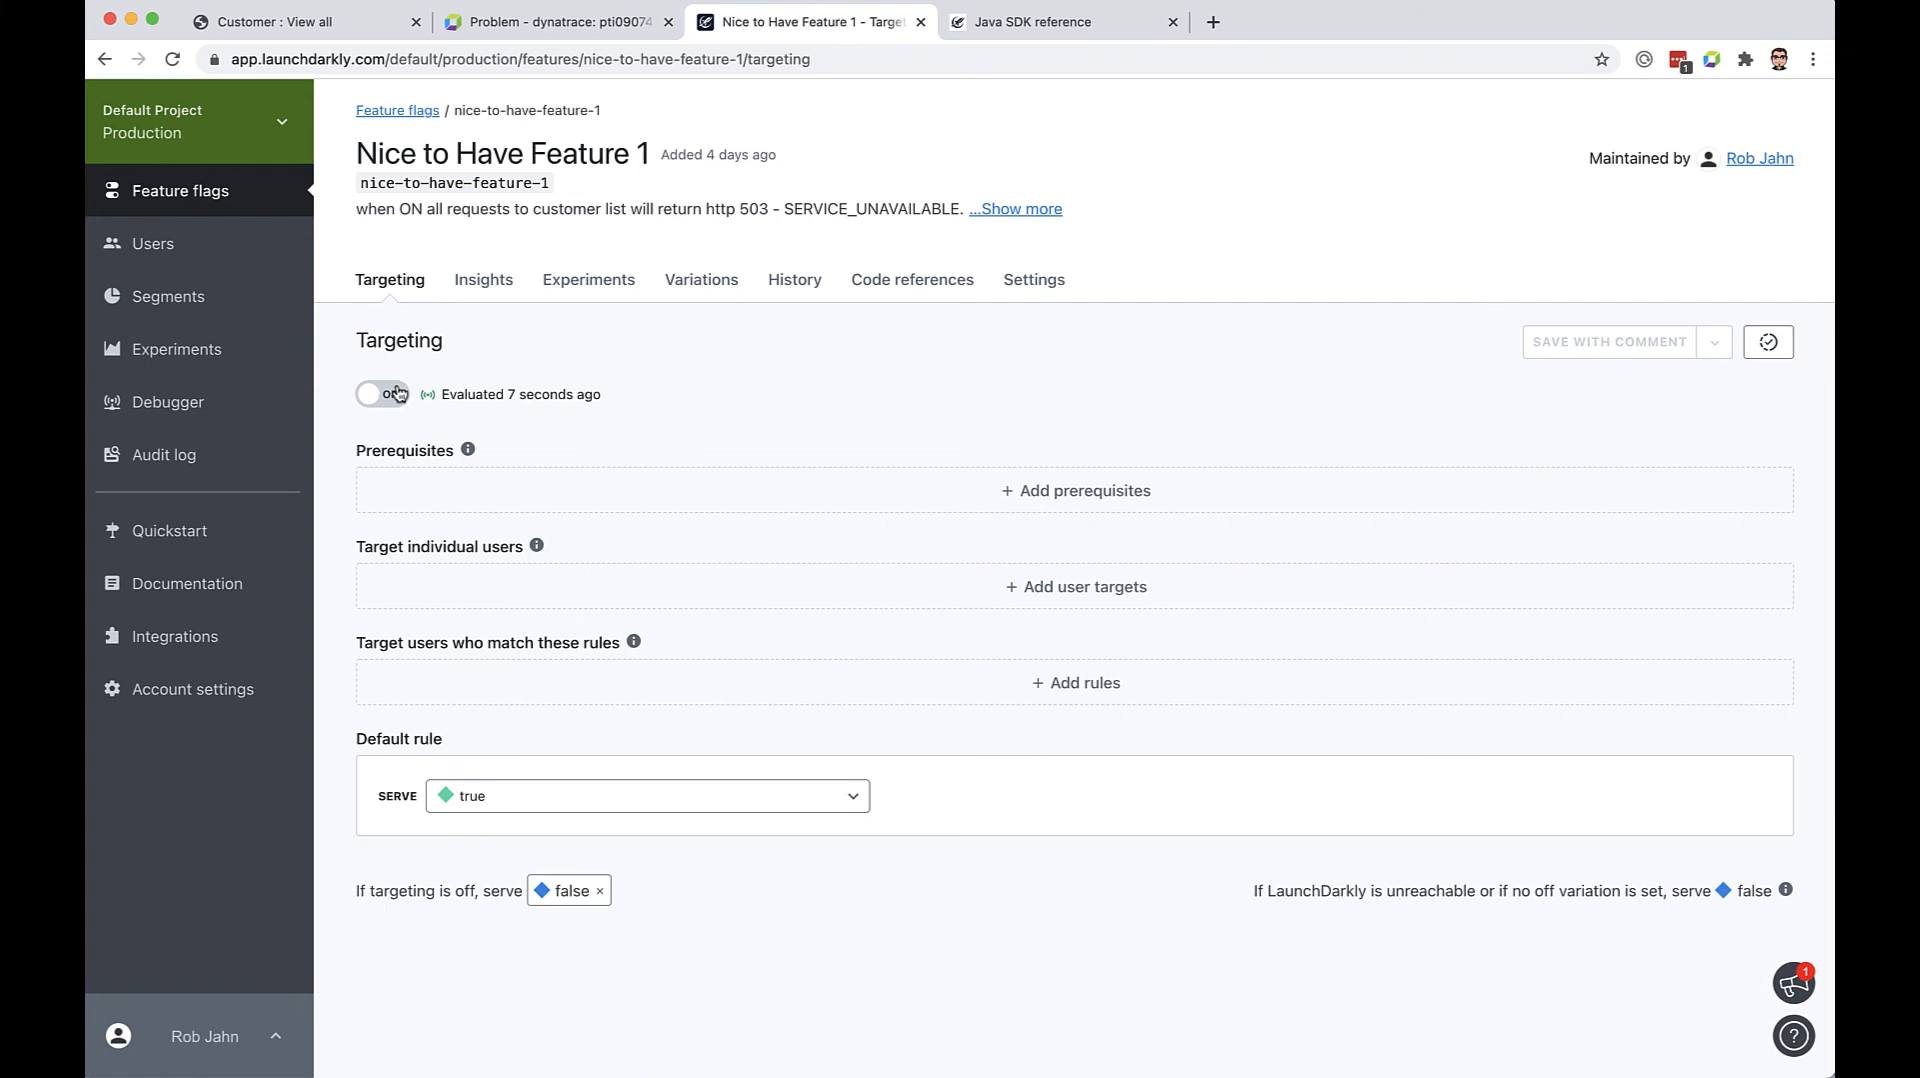 Customer : View all
Problem - dynatrace: pti09074
Nice to Have Feature 1 - Target
Java SDK reference
app.launchdarkly.com/default/production/features/nice-to-have-feature-1/targeting
1
Default Project
Production
Feature flags
Users
Segments
Experiments
Debugger
Audit log
Quickstart
Documentation
Integrations
Account settings
Rob Jahn
Feature flags / nice-to-have-feature-1
Nice to Have Feature 1 Added 4 days ago
Maintained by Rob Jahn
nice-to-have-feature-1
when ON all requests to customer list will return http 503 - SERVICE_UNAVAILABLE. ...Show more
Targeting Insights Experiments Variations History Code references Settings
Targeting
SAVE WITH COMMENT
Evaluated 7 seconds ago
Prerequisites
+ Add prerequisites
Target individual users
+ Add user targets
Target users who match these rules
+ Add rules
Default rule
SERVE true
If targeting is off, serve false ×
If LaunchDarkly is unreachable or if no off variation is set, serve false
1
?